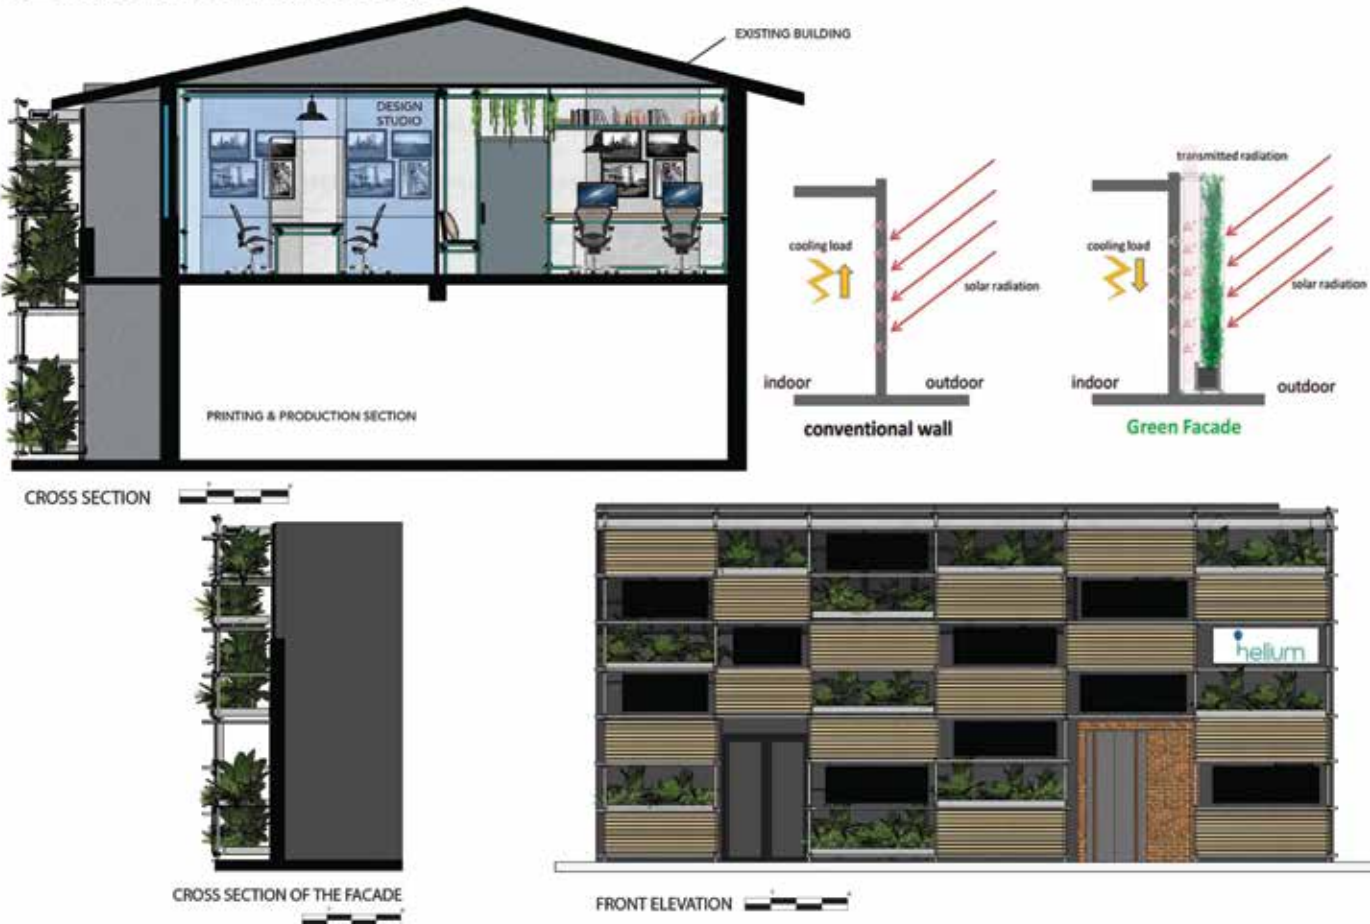 EXISTING BUILDING
DESIGN
STUDIO
transmitted radiation
cooling load
solar radiation
cooling load
solar radiation
indoor
outdoor
indoor
outdoor
PRINTING & PRODUCTION SECTION
conventional wall
Green Facade
CROSS SECTION
helium
CROSS SECTION OF THE FACADE
FRONT ELEVATION